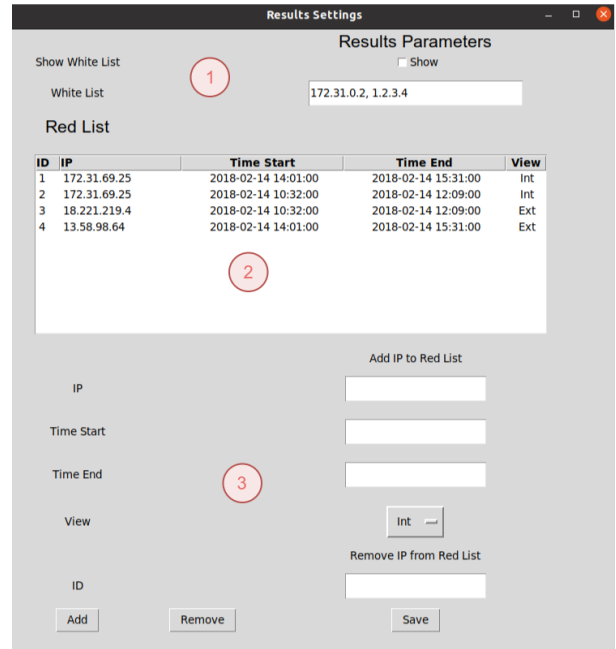 Results Settings
Results Parameters
Show White List
Show
1
White List
172.31.0.2, 1.2.3.4
Red List
ID IP Time Start Time End View
1 172.31.69.25 2018-02-14 14:01:00 2018-02-14 15:31:00 Int
2 172.31.69.25 2018-02-14 10:32:00 2018-02-14 12:09:00 Int
3 18.221.219.4 2018-02-14 10:32:00 2018-02-14 12:09:00 Ext
4 13.58.98.64 2018-02-14 14:01:00 2018-02-14 15:31:00 Ext
2
Add IP to Red List
IP
Time Start
Time End
3
View Int
Remove IP from Red List
ID
Add Remove Save